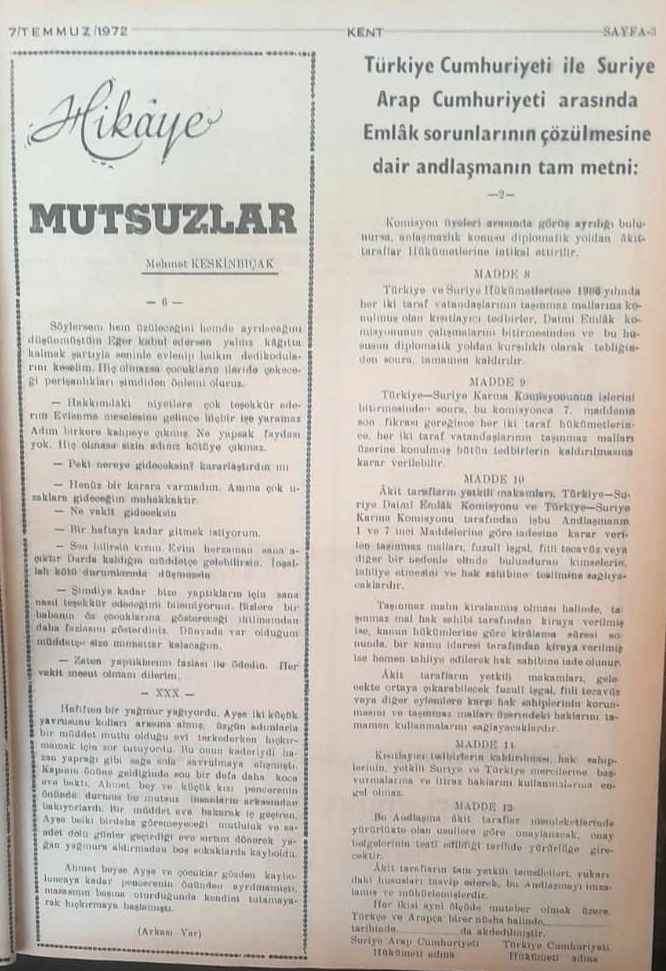 7/TEMMUZ/1972
KENT
SAYFA-3
Hikâye
MUTSUZLAR
Mehmet KESKİNBIÇAK
— 6 —
Söylersem hem üzüleceğini hemde ayrılacağını
düşünmüştüm Eğer kabul edersen yalnız kâğıtta
kalmak şartıyla seninle evlenip halkın dedikodula-
rını keselim. Hiç olmazsa çocukların ileride çekece-
ği perişanlıkları şimdiden önlemi oluruz.
— Hakkımdaki niyetlere çok teşekkür ede-
rim Evlenme meselesine gelince hiçbir işe yaramaz
Adım birkere kahpeye çıkmış. Ne yapsak faydası
yok. Hiç olmasa sizin adınız kötüye çıkmaz.
— Peki nereye gideceksin? kararlaştırdın mı
— Henüz bir karara varmadım. Amma çok u-
zaklara gideceğim muhakkaktır.
— Ne vakit gideceksin
— Bir haftaya kadar gitmek istiyorum.
— Sen bilirsin kızım. Evim herzaman sana a-
çıktır Darda kaldığın müddetçe gelebilirsin. İnşal-
lah kötü durumlarında düşmezsin
— Şimdiye kadar bize yaptıkların için sana
nasıl teşekkür edeceğimi bilemiyorum. Bizlere bir
babanın öz çocuklarına göstereceği ihtimamdan
daha fazlasını gösterdiniz. Dünyada var olduğum
müddetçe size minnettar kalacağım.
— Zaten yaptıklerımı fazlası ile ödedin. Her
vakit mesut olmanı dilerim.
— XXX —
Hafiften bir yağmur yağıyordu. Ayşe iki küçük
yavrusunu kolları arasına almış, üzgün adımlarla
bir müddet mutlu olduğu evi terkederken hıçkır-
mamak için zor tutuyordu. Bu onun kaderiydi ha-
zan yaprağı gibi sağa sola savrulmaya alışmıştı.
Kapının önüne geldiğinde son bir defa daha koca
eve baktı. Ahmet bey ve küçük kızı pencerenin
önünde durmuş bu mutsuz insanların arkasından
bakıyorlardı. Bir müddet eve bakarak iç geçiren,
Ayşe belki birdaha göremeyeceği mutluluk ve sa-
adet dolu günler geçirdiği eve sırtını dönerek ya-
ğan yağmura aldırmadan boş sokaklarda kayboldu.
Ahmet beyse Ayşe ve çocuklar gözden kaybo-
luncaya kadar pencerenin önünden ayrılmamıştı,
masasının başına oturduğunda kendini tutamaya-
rak hıçkırmaya başlamıştı.
(Arkası Var)
Türkiye Cumhuriyeti ile Suriye
Arap Cumhuriyeti arasında
Emlâk sorunlarının çözülmesine
dair andlaşmanın tam metni:
—2—
Komisyon üyeleri arasında görüş ayrılığı bulu-
nursa, anlaşmazlık konusu diplomatik yoldan âkit-
taraflar Hükümetlerine intikal ettirilir.
MADDE 8
Türkiye ve Suriye Hükûmetlerince 1966 yılında
her iki taraf vatandaşlarının taşınmaz mallarına ko-
nulmuş olan kısıtlayıcı tedbirler, Daimi Emlâk ko-
misyonunun çalışmalarını bitirmesinden ve bu hu-
susun diplomatik yoldan karşılıklı olarak tebliğin-
den sonra, tamamen kaldırılır.
MADDE 9
Türkiye—Suriye Karma Komisyonunun işlerini
bitirmesinden sonra, bu komisyonca 7. maddenin
son fıkrası gereğince her iki taraf hükümetlerin-
ce, her iki taraf vatandaşlarının taşınmaz malları
üzerine konulmuş bütün tedbirlerin kaldırılmasına
karar verilebilir.
MADDE 10
Âkit tarafların yetkili makamları, Türkiye—Su-
riye Daimi Emlâk Komisyonu ve Türkiye—Suriye
Karma Komisyonu tarafından işbu Andlaşmanın
1 ve 7 inci Maddelerine göre iadesine karar veri-
len taşınmaz malları, fuzulî işgal, fiilî tecavüz veya
diğer bir nedenle elinde bulunduran kimselerin,
tahliye etmesini ve hak sahibine teslimine sağlıya-
caklardır.
Taşınmaz malın kiralanmış olması halinde, ta-
şınmaz mal hak sahibi tarafından kiraya verilmiş
ise, kanun hükümlerine göre kirâlama süresi so-
nunda, bir kamu idaresi tarafından kiraya verilmiş
ise hemen tahliye edilerek hak sahibine iade olunur.
Âkit tarafların yetkili makamları, gele-
cekte ortaya çıkarabilecek fuzulî işgal, fiili tecavüz
veya diğer eylemlere karşı hak sahiplerinin korun-
masını ve taşınmaz malları üzerindeki haklarını ta-
mamen kullanmalarını sağlayacaklardır.
MADDE 11
Kısıtlayıcı tedbirlerin kaldırılması, hak sahip-
lerinin, yetkili Suriye ve Türkiye mercilerine baş-
vurmalarına ve itiraz haklarını kullanmalarına en-
gel olmaz.
MADDE 12
Bu Andlaşma âkit taraflar memleketlerinde
yürürlükte olan usullere göre onaylanacak, onay
belgelerinin teati edildiği tarihde yürürlüğe gire-
cektir.
Âkit tarafların tam yetkili temsilcileri, yukarı
daki hususları tasvip ederek, bu Andlaşmayı imza-
lamış ve mühürlemişlerdir.
Her ikisi aynı ölçüde muteber olmak üzere,
Türkçe ve Arapça birer nüsha halinde
tarihinde da akdedilmiştir.
Suriye Arap Cumhuriyeti Türkiye Cumhuriyeti
Hükümeti adına Hükûmeti adına